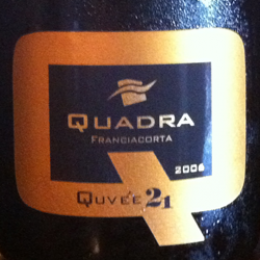 QUADRA
FRANCIACORTA
2006
QUVÉE 21